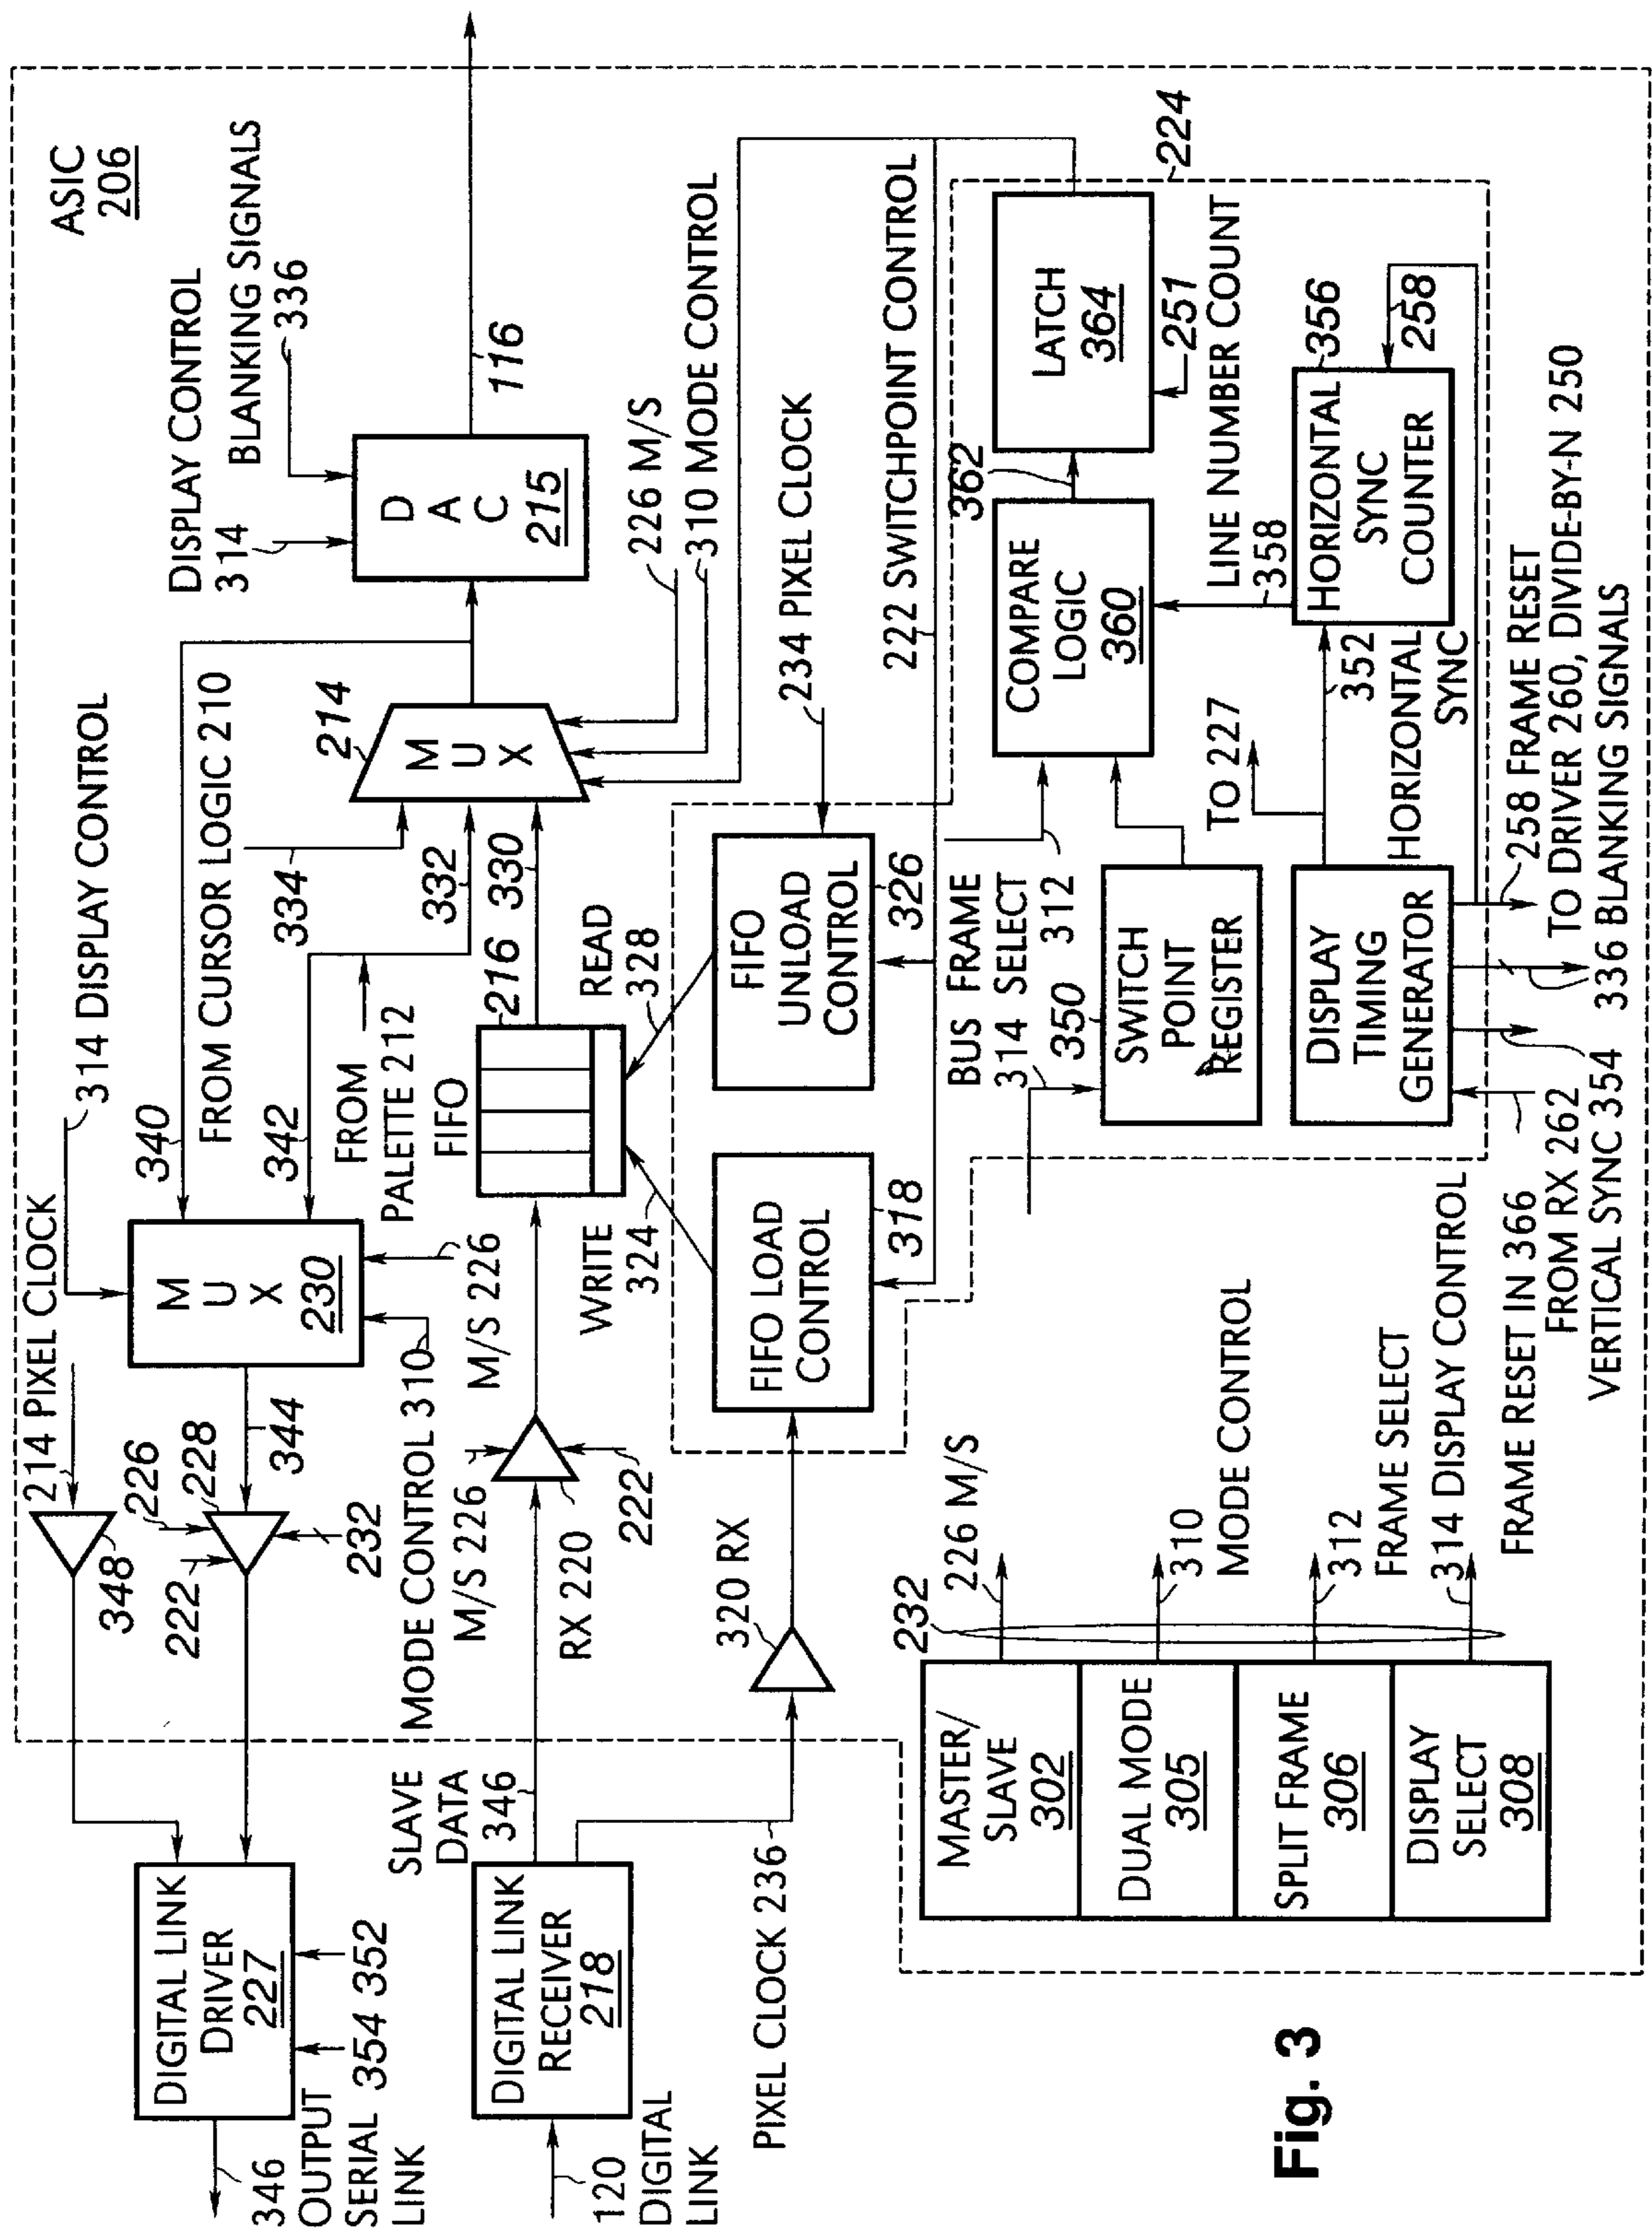 ASIC
206
DISPLAY CONTROL
314
BLANKING SIGNALS
336
D
A
C
215
116
314 DISPLAY CONTROL
340
FROM CURSOR LOGIC 210
334
342
FROM
PALETTE 212
332
330
214
M
U
X
226 M/S
310 MODE CONTROL
214 PIXEL CLOCK
348
M
U
X
230
M/S 226
MODE CONTROL 310
344
228
226
222
232
DIGITAL LINK
DRIVER
227
354
352
346
OUTPUT
SERIAL
LINK
FIFO
216
READ
328
WRITE
324
M/S 226
RX 220
222
SLAVE
DATA
346
DIGITAL LINK
RECEIVER
218
120
DIGITAL
LINK
PIXEL CLOCK 236
320 RX
FIFO LOAD
CONTROL
318
FIFO
UNLOAD
CONTROL
326
234 PIXEL CLOCK
222 SWITCHPOINT CONTROL
224
BUS FRAME
314 SELECT
312
350
SWITCH
POINT
REGISTER
COMPARE
LOGIC
360
362
LATCH
364
251
LINE NUMBER COUNT
358
HORIZONTAL
SYNC
COUNTER
356
258
TO 227
352
HORIZONTAL
SYNC
DISPLAY
TIMING
GENERATOR
258 FRAME RESET
TO DRIVER 260, DIVIDE-BY-N 250
336 BLANKING SIGNALS
VERTICAL SYNC 354
FRAME RESET IN 366
FROM RX 262
232
MASTER/
SLAVE
302
226 M/S
DUAL MODE
305
310
MODE CONTROL
SPLIT FRAME
306
312
FRAME SELECT
DISPLAY
SELECT
308
314 DISPLAY CONTROL
Fig. 3